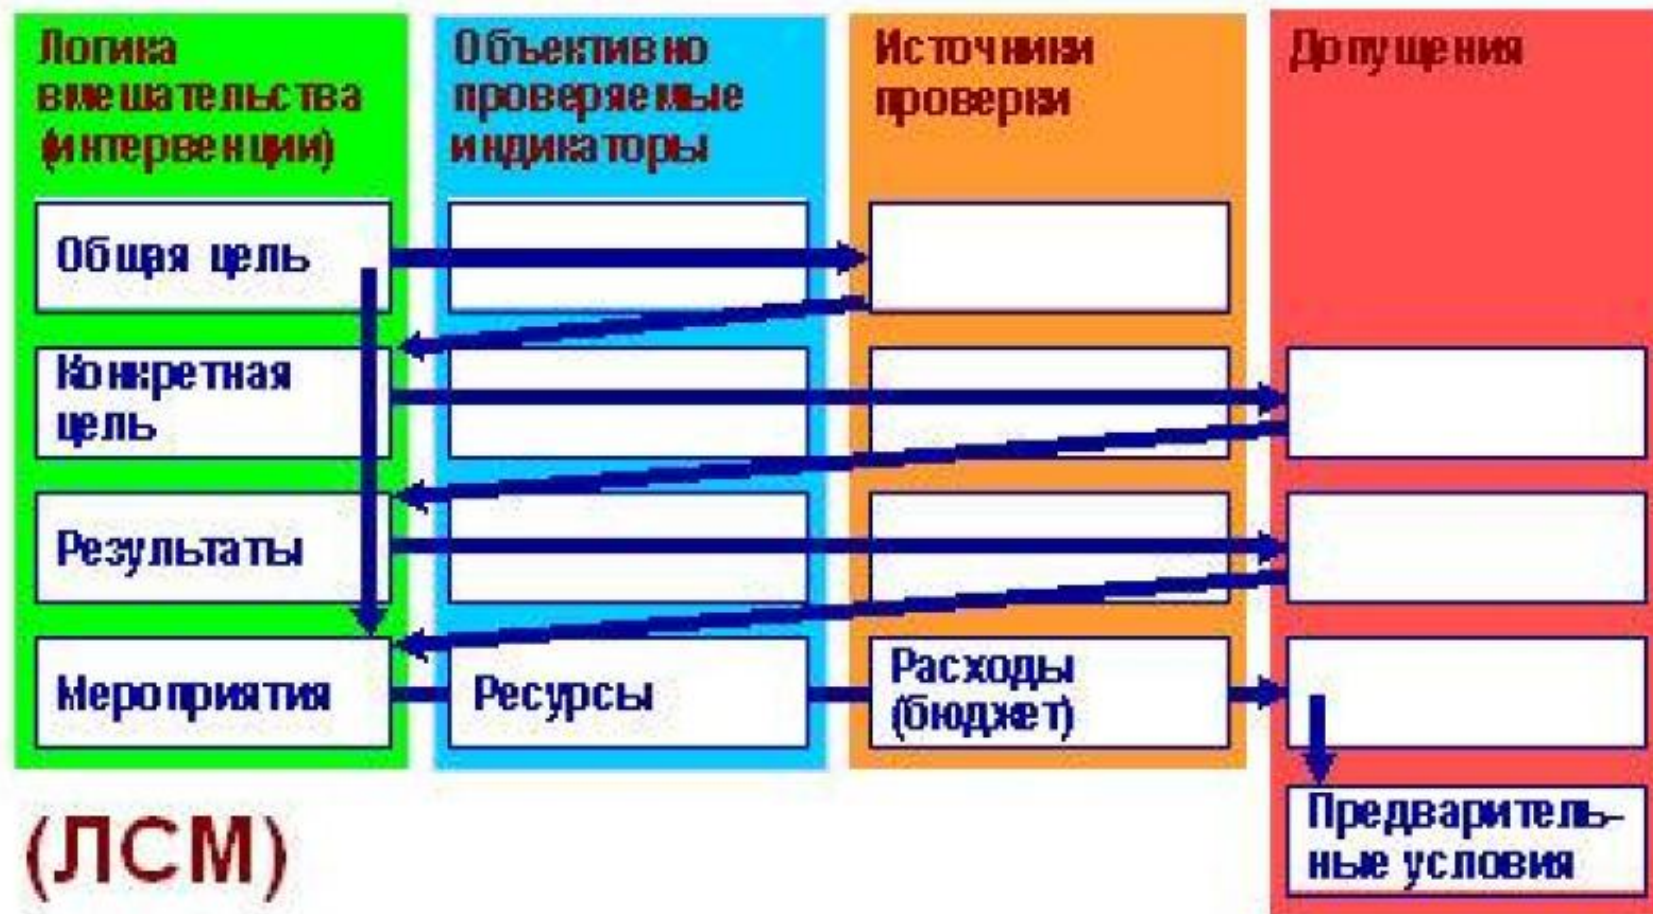 Логика
вмешательства
(интервенции)
Объективно
проверяемые
индикаторы
Источники
проверки
Допущения
Общая цель
Конкретная
цель
Результаты
Мероприятия
Ресурсы
Расходы
(бюджет)
Предваритель-
ные условия
(ЛСМ)